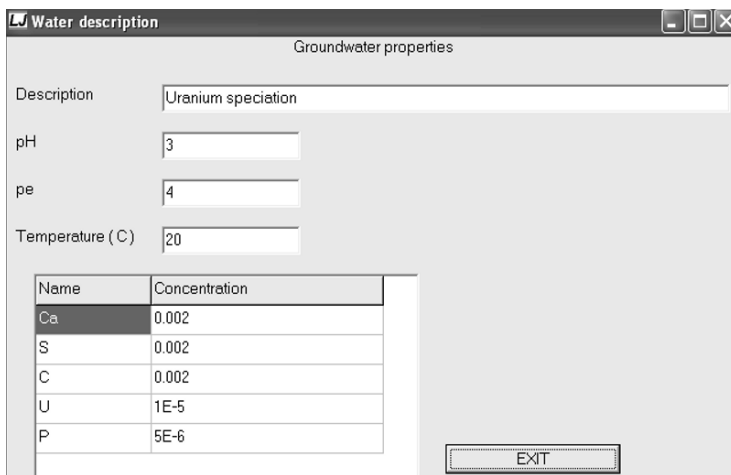 LJ Water description
Groundwater properties
Description Uranium speciation
pH 3
pe 4
Temperature ( C ) 20
Name Concentration
Ca 0.002
S 0.002
C 0.002
U 1E-5
P 5E-6
EXIT